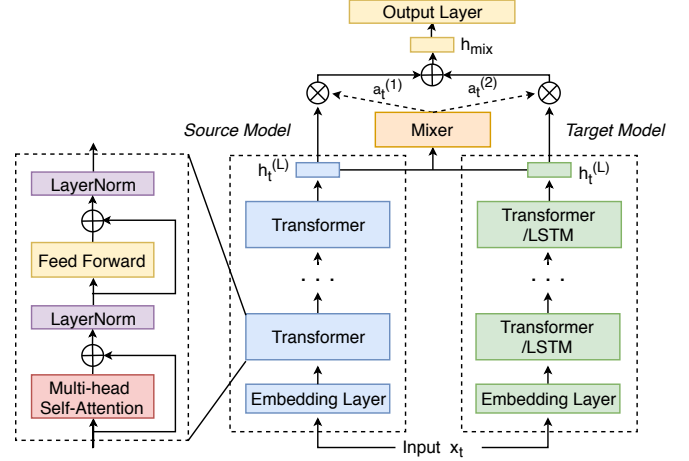 Output Layer
h_mix
a_t^(1)
a_t^(2)
Source Model
Mixer
Target Model
h_t^(L)
h_t^(L)
LayerNorm
Transformer
Transformer
/LSTM
Feed Forward
. . .
. . .
LayerNorm
Transformer
Transformer
/LSTM
Multi-head
Self-Attention
Embedding Layer
Embedding Layer
Input x_t